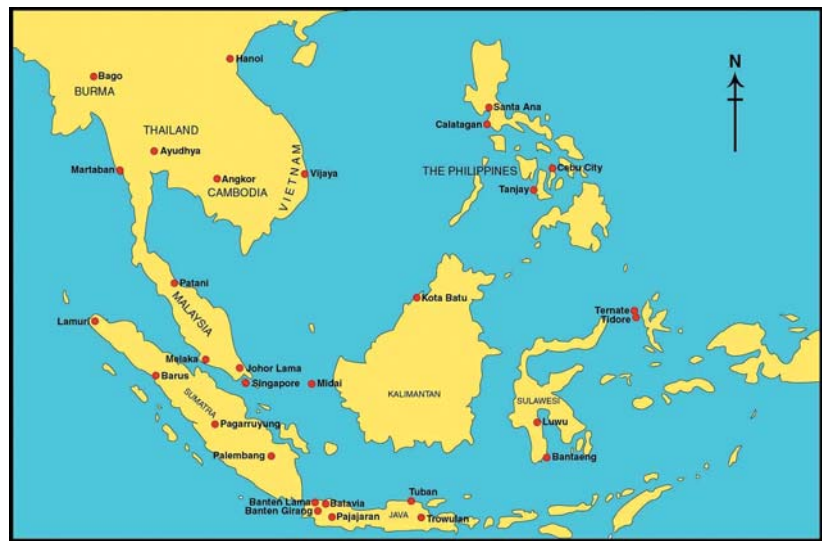 N
Hanoi
Bago
BURMA
Santa Ana
Calatagan
THAILAND
Ayudhya
Martaban
Angkor
CAMBODIA
VIETNAM
Vijaya
THE PHILIPPINES
Cebu City
Tanjay
Patani
MALAYSIA
Kota Batu
Ternate
Tidore
Lamuri
Melaka
Johor Lama
Barus
Singapore
Midai
KALIMANTAN
SULAWESI
SUMATRA
Pagarruyung
Luwu
Palembang
Bantaeng
Tuban
Banten Lama
Batavia
Banten Girang
Pajajaran
JAVA
Trowulan